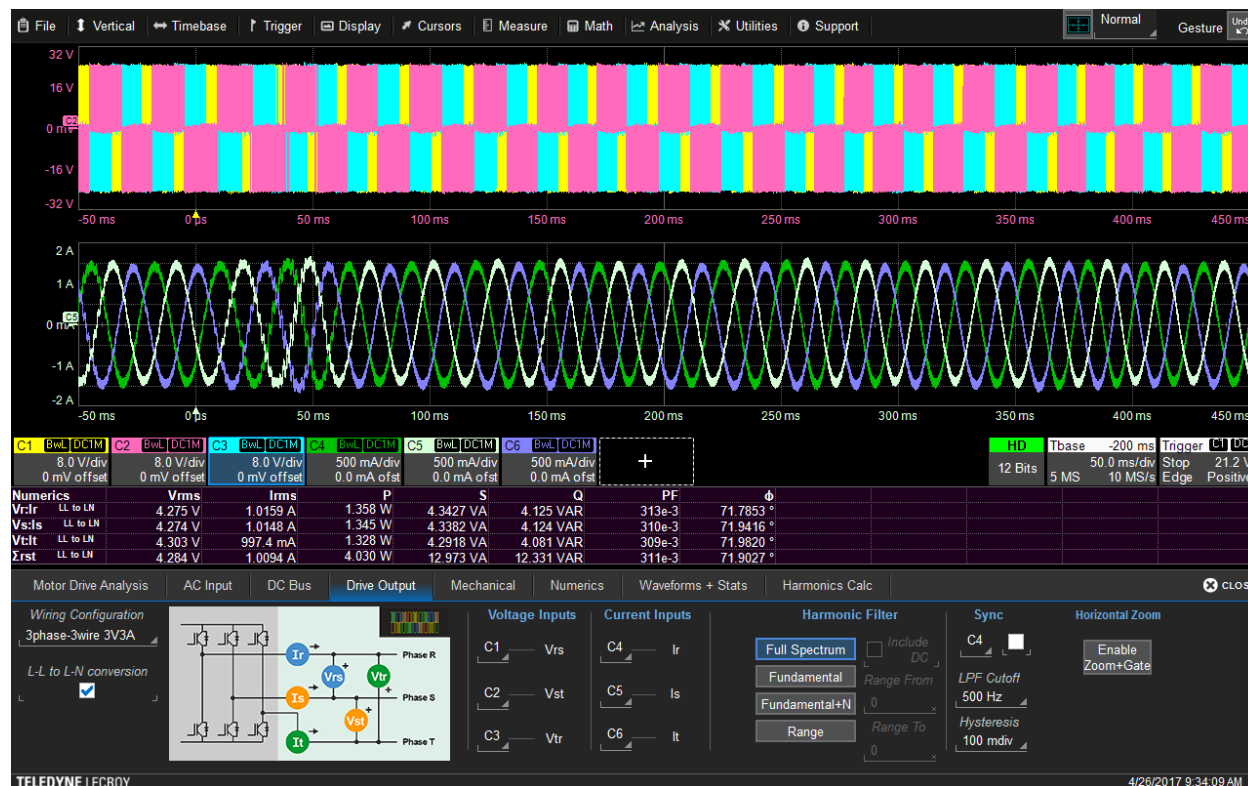 File Vertical Timebase Trigger Display Cursors Measure Math Analysis Utilities Support Normal Gesture Undo
32 V
16 V
C2
0 mV
-16 V
-32 V
-50 ms 0 µs 50 ms 100 ms 150 ms 200 ms 250 ms 300 ms 350 ms 400 ms 450 ms
2 A
1 A
C5
0 mA
-1 A
-2 A
-50 ms 0 µs 50 ms 100 ms 150 ms 200 ms 250 ms 300 ms 350 ms 400 ms 450 ms
C1 BwL DC1M C2 BwL DC1M C3 BwL DC1M C4 BwL DC1M C5 BwL DC1M C6 BwL DC1M HD Tbase -200 ms Trigger C1 DC
8.0 V/div 8.0 V/div 8.0 V/div 500 mA/div 500 mA/div 500 mA/div + 12 Bits 50.0 ms/div Stop 21.2 V
0 mV offset 0 mV offset 0 mV offset 0.0 mA ofst 0.0 mA ofst 0.0 mA ofst 5 MS 10 MS/s Edge Positive
Numerics Vrms Irms P S Q PF ϕ
Vr:Ir LL to LN 4.275 V 1.0159 A 1.358 W 4.3427 VA 4.125 VAR 313e-3 71.7853 °
Vs:Is LL to LN 4.274 V 1.0148 A 1.345 W 4.3382 VA 4.124 VAR 310e-3 71.9416 °
Vt:It LL to LN 4.303 V 997.4 mA 1.328 W 4.2918 VA 4.081 VAR 309e-3 71.9820 °
Σrst LL to LN 4.284 V 1.0094 A 4.030 W 12.973 VA 12.331 VAR 311e-3 71.9027 °
Motor Drive Analysis AC Input DC Bus Drive Output Mechanical Numerics Waveforms + Stats Harmonics Calc CLOS
Wiring Configuration
3phase-3wire 3V3A
L-L to L-N conversion
Ir Phase R
Vrs + Vtr +
Is Phase S
Vst +
It Phase T
Voltage Inputs
C1 Vrs
C2 Vst
C3 Vtr
Current Inputs
C4 Ir
C5 Is
C6 It
Harmonic Filter
Full Spectrum
Fundamental
Fundamental+N
Range
Include DC
Range From
0
Range To
0
Sync
C4
LPF Cutoff
500 Hz
Hysteresis
100 mdiv
Horizontal Zoom
Enable
Zoom+Gate
TELEDYNE LECROY 4/26/2017 9:34:09 AM